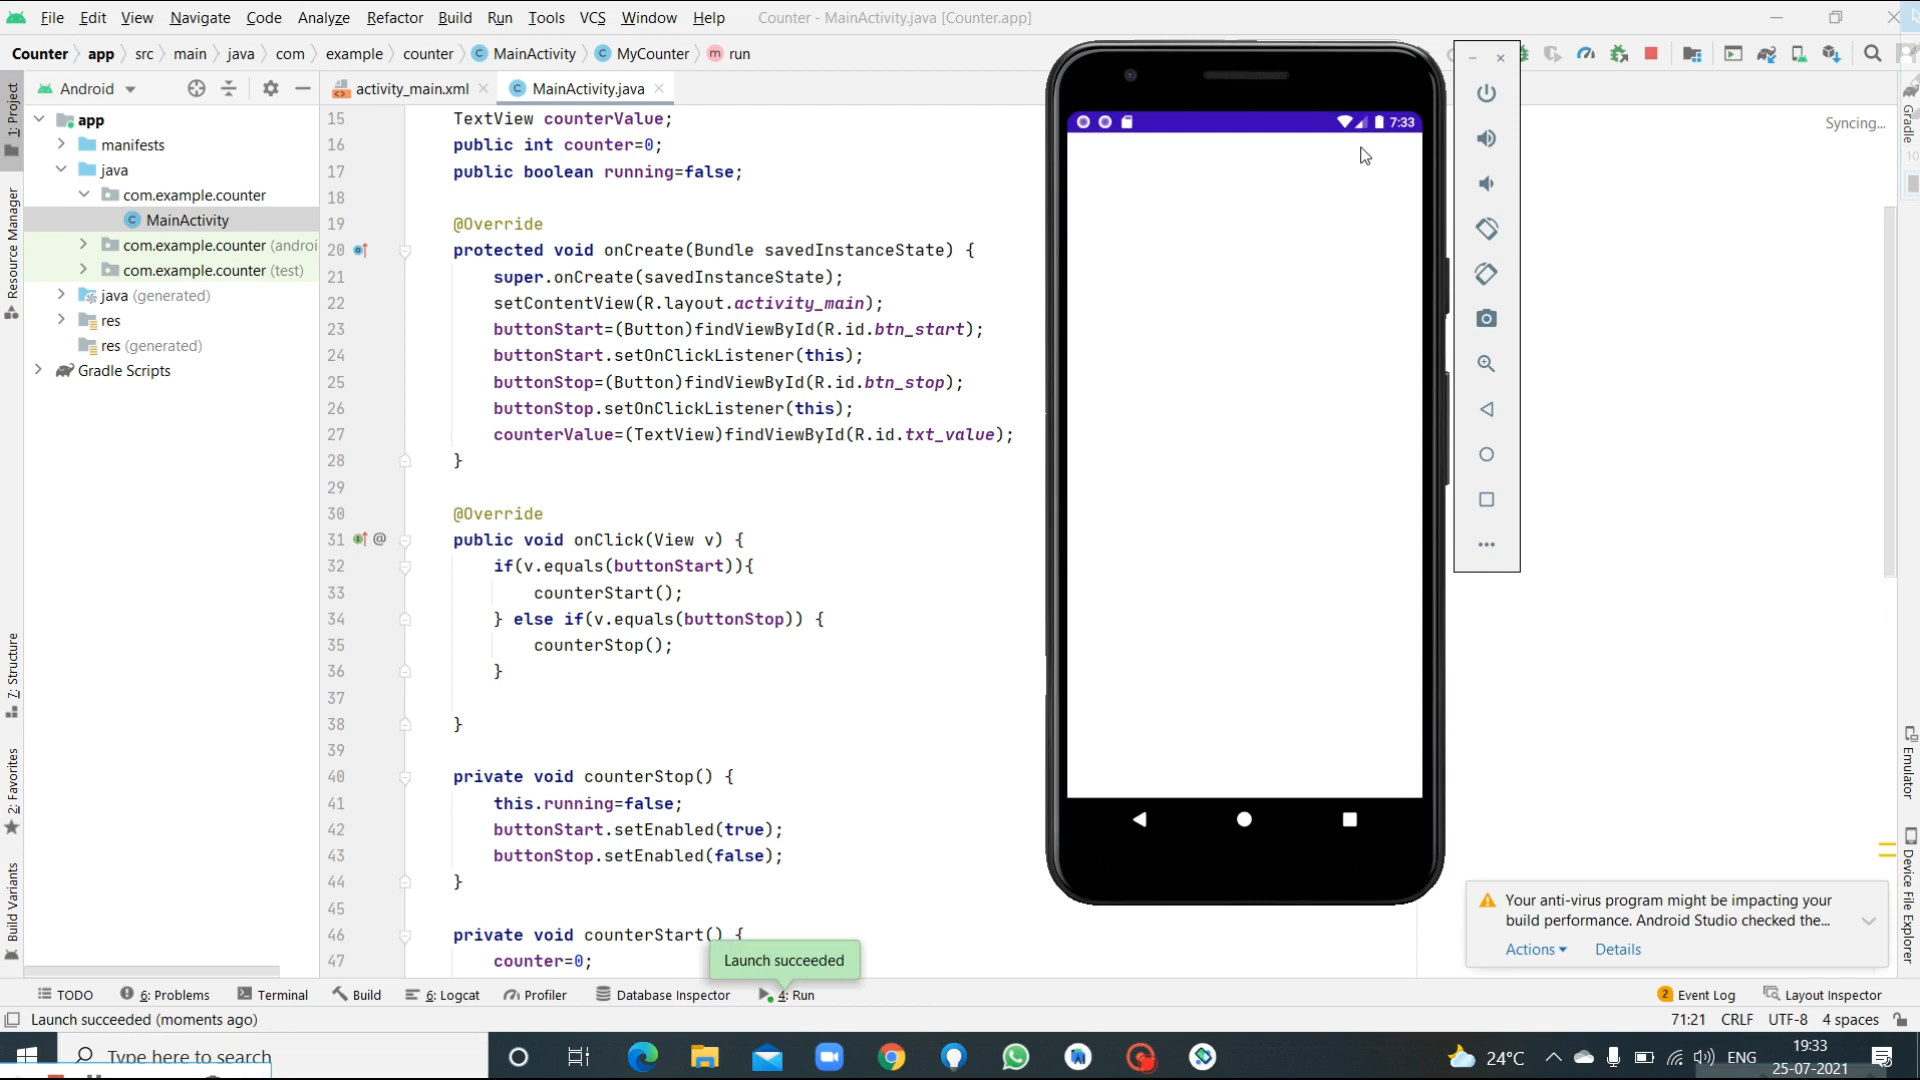 File Edit View Navigate Code Analyze Refactor Build Run Tools VCS Window Help Counter - MainActivity.java [Counter.app]
Counter app src main java com example counter MainActivity MyCounter run
Android
activity_main.xml MainActivity.java
app
manifests
java
com.example.counter
MainActivity
com.example.counter (androi
com.example.counter (test)
java (generated)
res
res (generated)
Gradle Scripts
1: Project
Resource Manager
7: Structure
2: Favorites
Build Variants
15 TextView counterValue;
16 public int counter=0;
17 public boolean running=false;
18
19 @Override
20 protected void onCreate(Bundle savedInstanceState) {
21 super.onCreate(savedInstanceState);
22 setContentView(R.layout.activity_main);
23 buttonStart=(Button)findViewById(R.id.btn_start);
24 buttonStart.setOnClickListener(this);
25 buttonStop=(Button)findViewById(R.id.btn_stop);
26 buttonStop.setOnClickListener(this);
27 counterValue=(TextView)findViewById(R.id.txt_value);
28 }
29
30 @Override
31 @ public void onClick(View v) {
32 if(v.equals(buttonStart)){
33 counterStart();
34 } else if(v.equals(buttonStop)) {
35 counterStop();
36 }
37
38 }
39
40 private void counterStop() {
41 this.running=false;
42 buttonStart.setEnabled(true);
43 buttonStop.setEnabled(false);
44 }
45
46 private void counterStart() {
47 counter=0;
Launch succeeded
7:33
Syncing...
Gradle
Emulator
Device File Explorer
Your anti-virus program might be impacting your
build performance. Android Studio checked the...
Actions Details
TODO 6: Problems Terminal Build 6: Logcat Profiler Database Inspector 4: Run 2 Event Log Layout Inspector
Launch succeeded (moments ago) 71:21 CRLF UTF-8 4 spaces
Type here to search
24°C ENG 19:33
25-07-2021